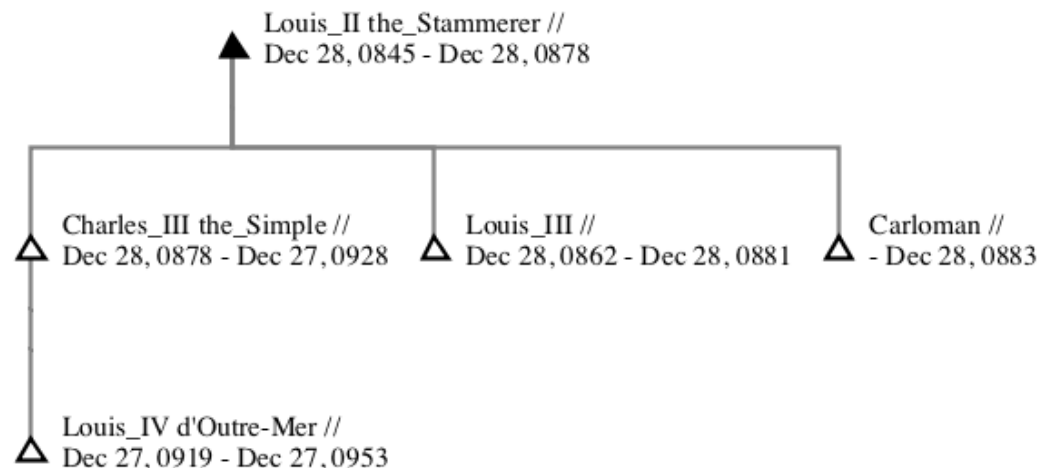 Louis_II the_Stammerer //
Dec 28, 0845 - Dec 28, 0878
Charles_III the_Simple //
Dec 28, 0878 - Dec 27, 0928
Louis_III //
Dec 28, 0862 - Dec 28, 0881
Carloman //
- Dec 28, 0883
Louis_IV d'Outre-Mer //
Dec 27, 0919 - Dec 27, 0953